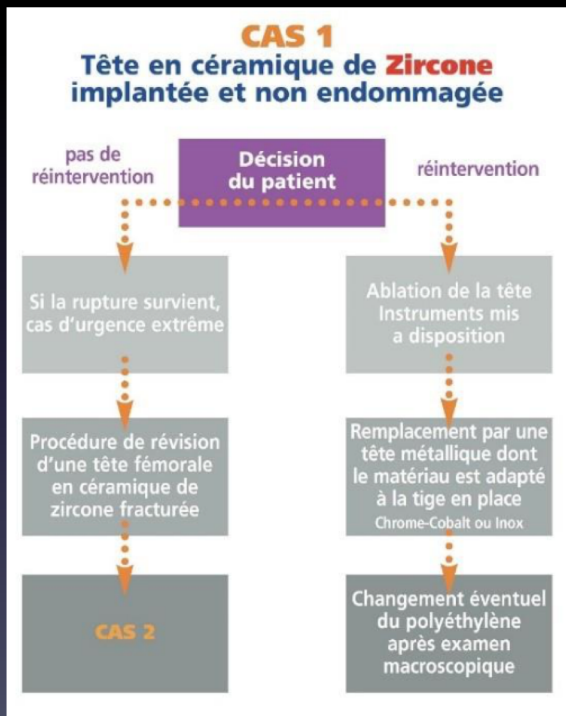 CAS 1
Tête en céramique de Zircone
implantée et non endommagée
pas de
réintervention
Décision
du patient
réintervention
Si la rupture survient,
cas d'urgence extrême
Ablation de la tête
Instruments mis
a disposition
Procédure de révision
d'une tête fémorale
en céramique de
zircone fracturée
Remplacement par une
tête métallique dont
le matériau est adapté
à la tige en place
Chrome-Cobalt ou Inox
CAS 2
Changement éventuel
du polyéthylène
après examen
macroscopique